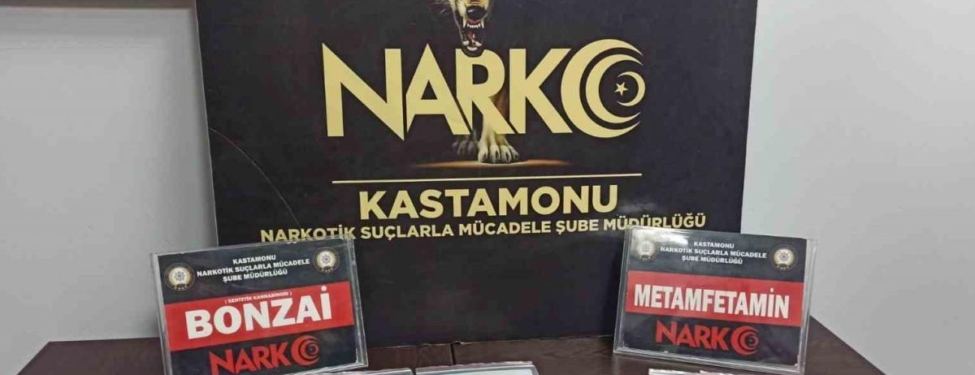 NARKO
KASTAMONU
NARKOTİK SUÇLARLA MÜCADELE ŞUBE MÜDÜRLÜĞÜ
KASTAMONU
NARKOTİK SUÇLARLA MÜCADELE
ŞUBE MÜDÜRLÜĞÜ
( SENTETİK KANNABİNOİD )
BONZAİ
NARKO
KASTAMONU
NARKOTİK SUÇLARLA MÜCADELE
ŞUBE MÜDÜRLÜĞÜ
METAMFETAMİN
NARKO